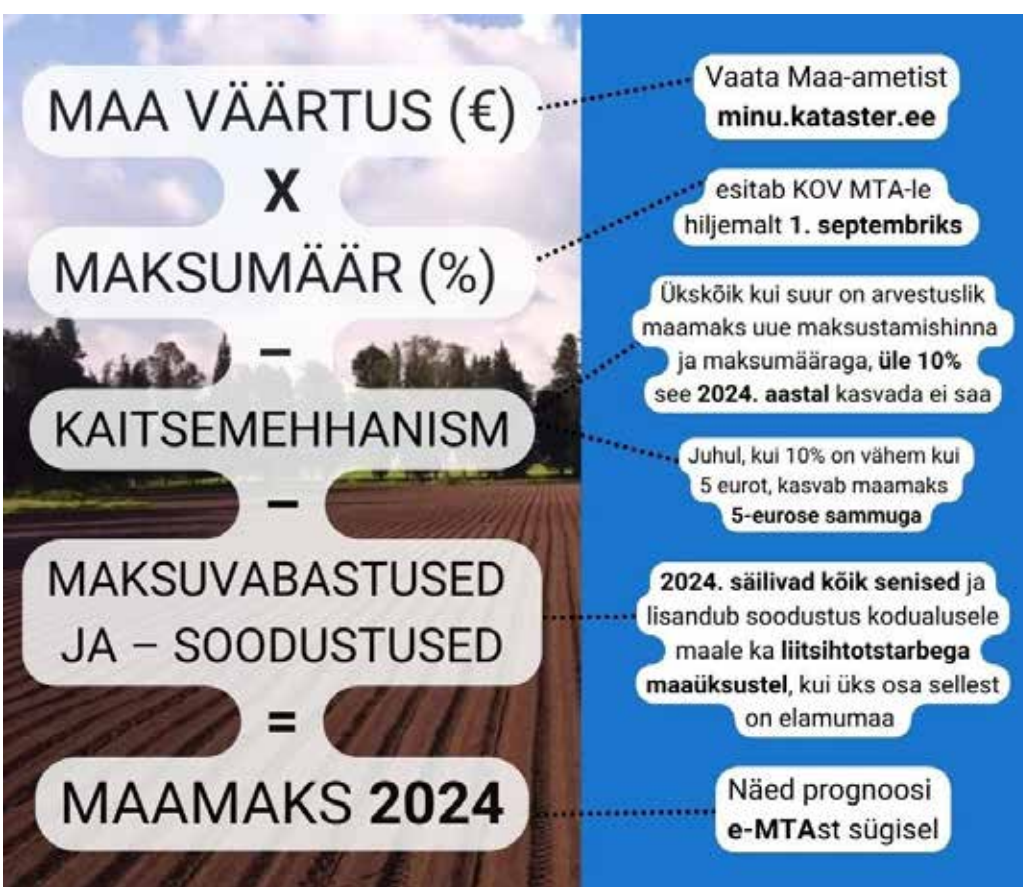 MAA VÄÄRTUS (€)
X
MAKSUMÄÄR (%)
–
KAITSEMEHHANISM
–
MAKSUVABASTUSED
JA – SOODUSTUSED
=
MAAMAKS 2024
Vaata Maa-ametist
minu.kataster.ee
esitab KOV MTA-le
hiljemalt 1. septembriks
Ükskõik kui suur on arvestuslik
maamaks uue maksustamishinna
ja maksumääraga, üle 10%
see 2024. aastal kasvada ei saa
Juhul, kui 10% on vähem kui
5 eurot, kasvab maamaks
5-eurose sammuga
2024. säilivad kõik senised ja
lisandub soodustus kodualusele
maale ka liitsihtotstarbega
maaüksustel, kui üks osa sellest
on elamumaa
Näed prognoosi
e-MTAst sügisel